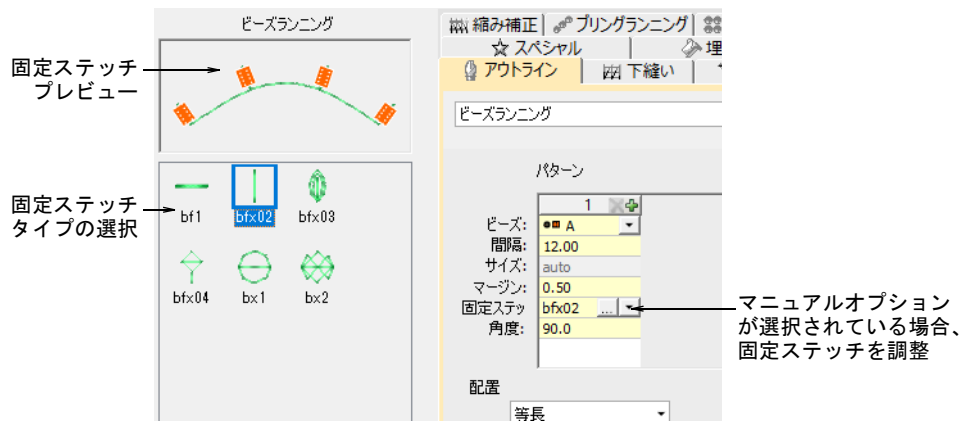 ビーズランニング
固定ステッチ
プレビュー
固定ステッチ
タイプの選択
bf1 bfx02 bfx03
bfx04 bx1 bx2
縮み補正 ブリングランニング
スペシャル 埋
アウトライン 下縫い
ビーズランニング
パターン
1
ビーズ: A
間隔: 12.00
サイズ: auto
マージン: 0.50
固定ステッ bfx02 ...
角度: 90.0
配置
等長
マニュアルオプション
が選択されている場合、
固定ステッチを調整